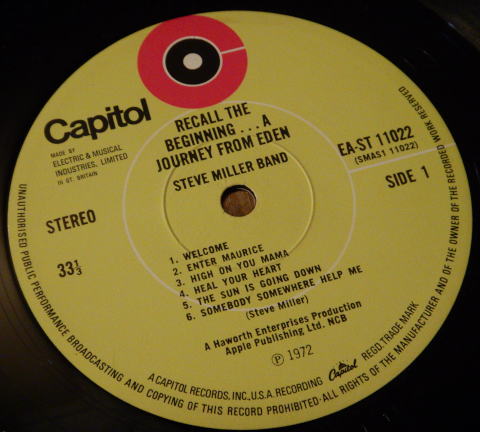 Capitol
MADE BY
ELECTRIC & MUSICAL
INDUSTRIES, LIMITED
IN GT. BRITAIN
RECALL THE
BEGINNING . . . A
JOURNEY FROM EDEN
STEVE MILLER BAND
EA-ST 11022
(SMAS1 11022)
SIDE 1
STEREO
33⅓
1. WELCOME
2. ENTER MAURICE
3. HIGH ON YOU MAMA
4. HEAL YOUR HEART
5. THE SUN IS GOING DOWN
6. SOMEBODY SOMEWHERE HELP ME
(Steve Miller)
A Haworth Enterprises Production
Apple Publishing, Ltd. NCB
℗ 1972
A CAPITOL RECORDS, INC., U.S.A. RECORDING Capitol REGD. TRADE MARK
UNAUTHORISED PUBLIC PERFORMANCE BROADCASTING AND COPYING OF THIS RECORD PROHIBITED·ALL RIGHTS OF THE MANUFACTURER AND OF THE OWNER OF THE RECORDED WORK RESERVED